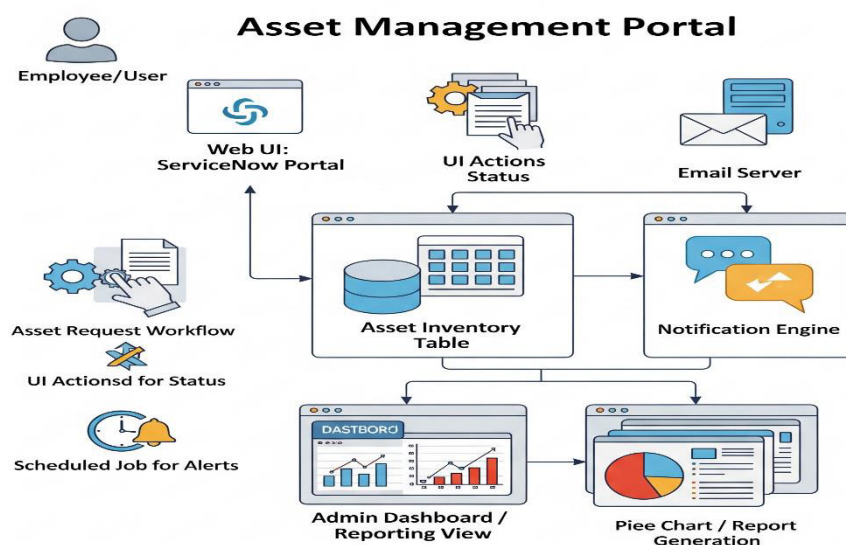 Asset Management Portal
Employee/User
Web UI:
ServiceNow Portal
UI Actions
Status
Email Server
Asset Request Workflow
UI Actionsd for Status
Scheduled Job for Alerts
Asset Inventory
Table
Notification Engine
DASTBORD
Admin Dashboard /
Reporting View
Piee Chart / Report
Generation